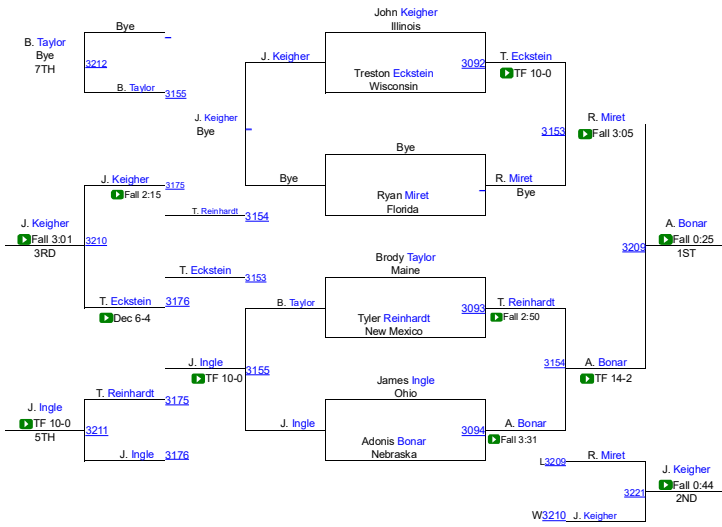 John Keigher
Illinois
Bye
B. Taylor
Bye
7TH
3212
J. Keigher
3092
T. Eckstein
TF 10-0
Treston Eckstein
Wisconsin
B. Taylor
3155
J. Keigher
Bye
R. Miret
Fall 3:05
3153
Bye
Bye
J. Keigher
3175
Fall 2:15
R. Miret
Bye
Ryan Miret
Florida
T. Reinhardt
3154
J. Keigher
Fall 3:01
3RD
3210
A. Bonar
Fall 0:25
1ST
3209
Brody Taylor
Maine
T. Eckstein
3153
T. Eckstein
3176
Dec 6-4
B. Taylor
3093
T. Reinhardt
Fall 2:50
Tyler Reinhardt
New Mexico
J. Ingle
TF 10-0
3155
3154
A. Bonar
TF 14-2
James Ingle
Ohio
T. Reinhardt
3175
J. Ingle
TF 10-0
5TH
3211
J. Ingle
3094
A. Bonar
Fall 3:31
Adonis Bonar
Nebraska
J. Ingle
3176
L3209
R. Miret
J. Keigher
Fall 0:44
2ND
3221
W3210
J. Keigher